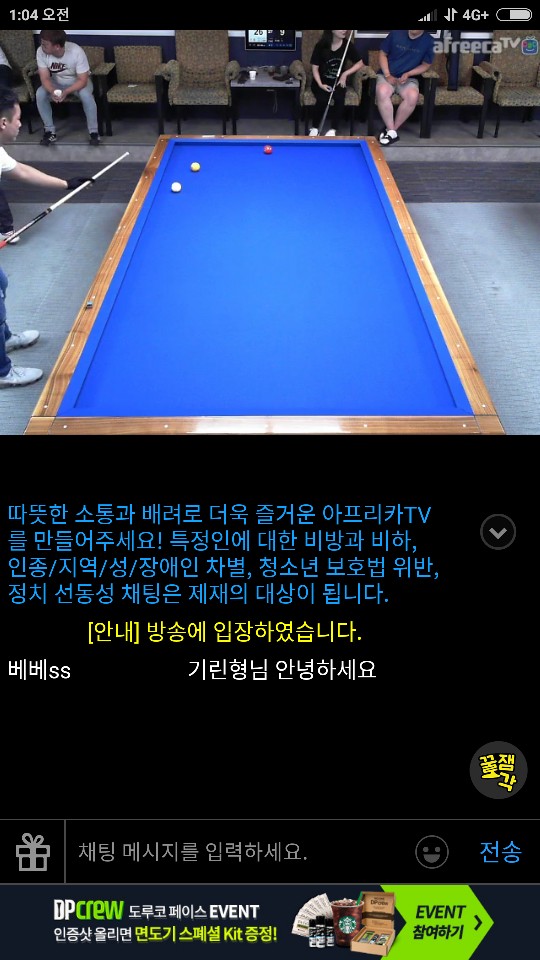 1:04 오전 4G+
afreecaTV
26 9
NIKE
따뜻한 소통과 배려로 더욱 즐거운 아프리카TV
를 만들어주세요! 특정인에 대한 비방과 비하,
인종/지역/성/장애인 차별, 청소년 보호법 위반,
정치 선동성 채팅은 제재의 대상이 됩니다.
[안내] 방송에 입장하였습니다.
베베ss 기린형님 안녕하세요
꿀잼
각
채팅 메시지를 입력하세요. 전송
DPcrew 도루코 페이스 EVENT
인증샷 올리면 면도기 스페셜 Kit 증정!
EVENT
참여하기